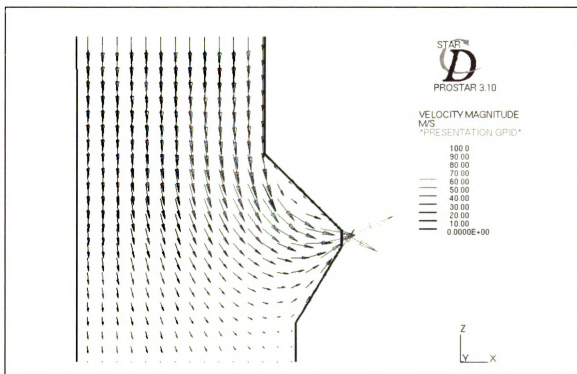 STAR
CD
PROSTAR 3.10
VELOCITY MAGNITUDE
M/S
*PRESENTATION GRID*
100.0
90.00
80.00
70.00
60.00
50.00
40.00
30.00
20.00
10.00
0.0000E+00
Z
Y X